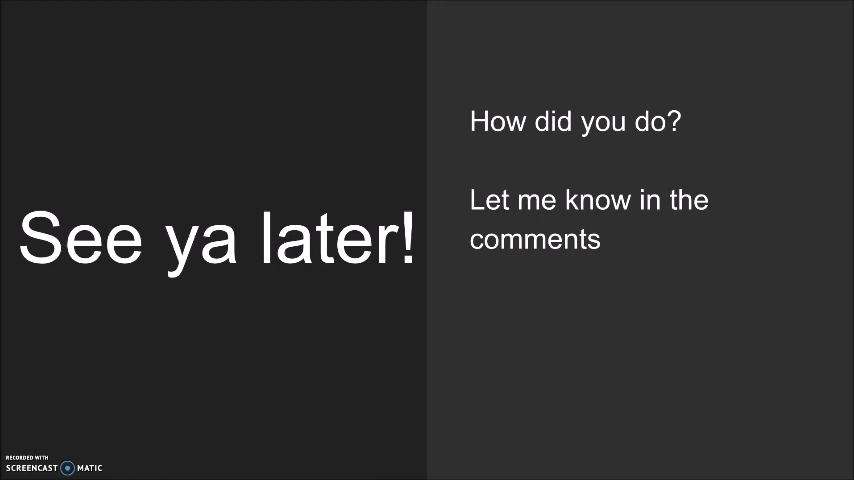 See ya later!
How did you do?
Let me know in the
comments
RECORDED WITH
SCREENCAST MATIC